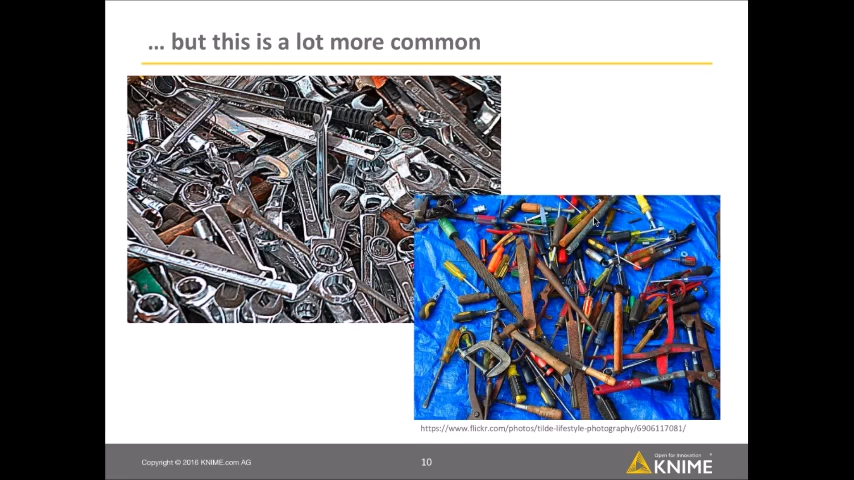 ... but this is a lot more common
https://www.flickr.com/photos/tilde-lifestyle-photography/6906117081/
Copyright © 2016 KNIME.com AG
10
Open for Innovation
KNIME